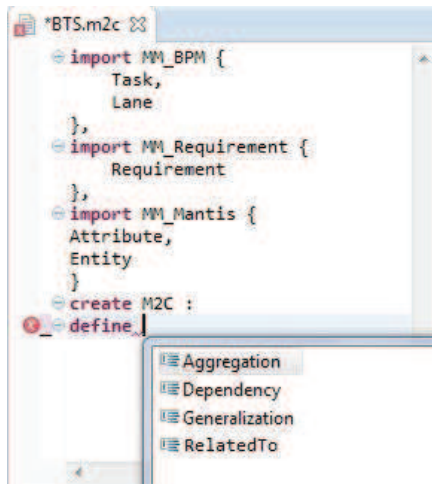 *BTS.m2c
import MM_BPM {
Task,
Lane
},
import MM_Requirement {
Requirement
},
import MM_Mantis {
Attribute,
Entity
}
create M2C :
define
Aggregation
Dependency
Generalization
RelatedTo